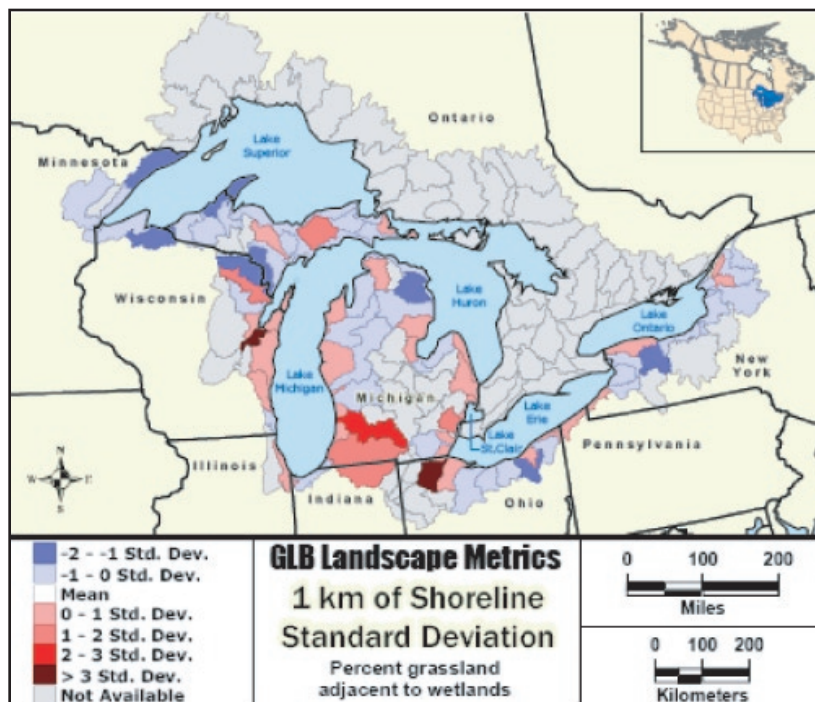 Ontario
Minnesota
Lake
Superior
Wisconsin
Lake
Huron
Lake
Ontario
New
York
Lake
Michigan
Michigan
Lake
Erie
Lake
St.Clair
Pennsylvania
Illinois
Indiana
Ohio
N
W
E
S
-2 - -1 Std. Dev.
-1 - 0 Std. Dev.
Mean
0 - 1 Std. Dev.
1 - 2 Std. Dev.
2 - 3 Std. Dev.
> 3 Std. Dev.
Not Available
GLB Landscape Metrics
1 km of Shoreline
Standard Deviation
Percent grassland
adjacent to wetlands
0 100 200
Miles
0 100 200
Kilometers